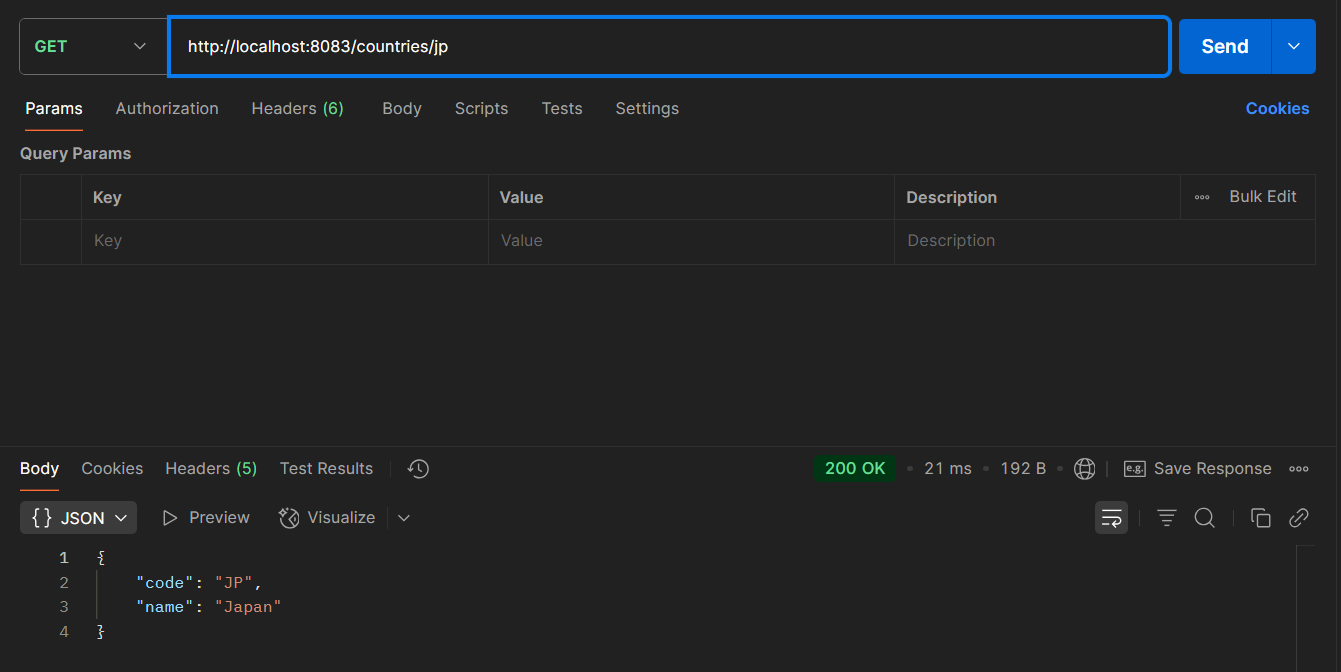 GET http://localhost:8083/countries/jp Send
Params Authorization Headers (6) Body Scripts Tests Settings Cookies
Query Params
Key Value Description Bulk Edit
Key Value Description
Body Cookies Headers (5) Test Results 200 OK 21 ms 192 B e.g. Save Response
{} JSON Preview Visualize
1 {
2 "code": "JP",
3 "name": "Japan"
4 }